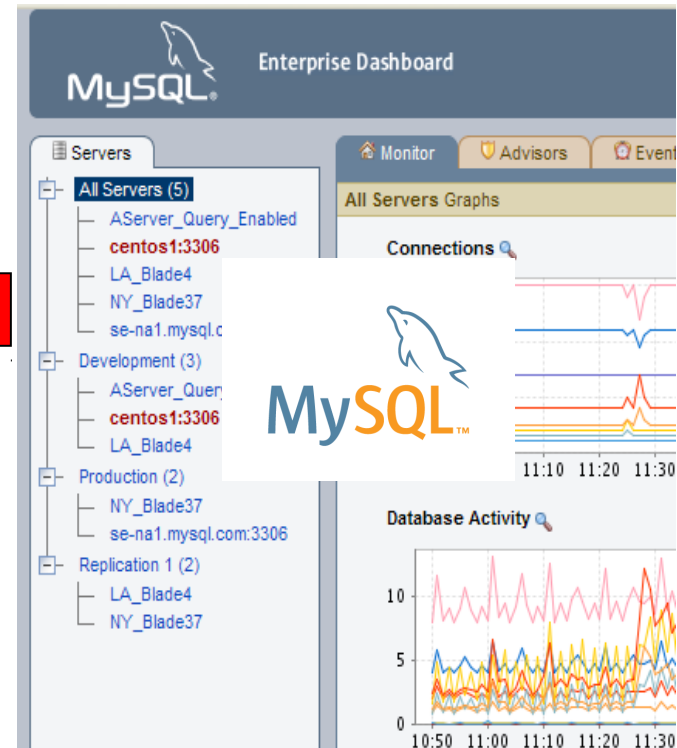 MySQL®
Enterprise Dashboard
Servers
All Servers (5)
AServer_Query_Enabled
centos1:3306
LA_Blade4
NY_Blade37
se-na1.mysql.c
Development (3)
AServer_Quer
centos1:3306
LA_Blade4
Production (2)
NY_Blade37
se-na1.mysql.com:3306
Replication 1 (2)
LA_Blade4
NY_Blade37
Monitor
Advisors
Event
All Servers Graphs
Connections
MySQL™
11:10 11:20 11:30
Database Activity
10
5
0
10:50 11:00 11:10 11:20 11:30